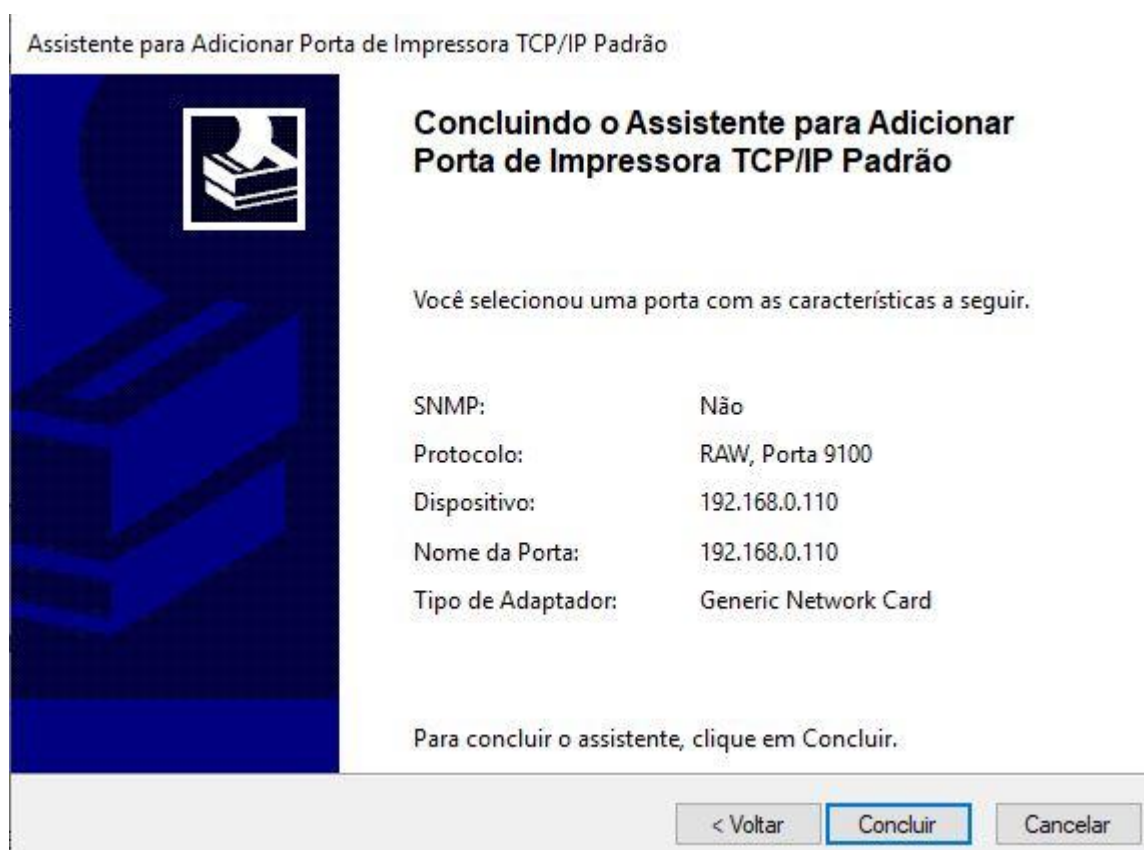 Assistente para Adicionar Porta de Impressora TCP/IP Padrão
Concluindo o Assistente para Adicionar
Porta de Impressora TCP/IP Padrão
Você selecionou uma porta com as características a seguir.
SNMP: Não
Protocolo: RAW, Porta 9100
Dispositivo: 192.168.0.110
Nome da Porta: 192.168.0.110
Tipo de Adaptador: Generic Network Card
Para concluir o assistente, clique em Concluir.
< Voltar Concluir Cancelar